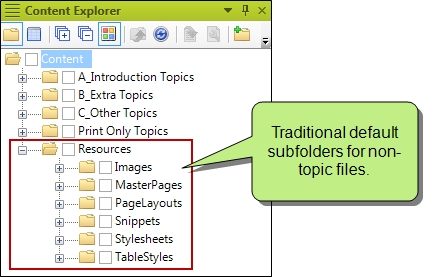 Content Explorer
Content
A_Introduction Topics
B_Extra Topics
C_Other Topics
Print Only Topics
Resources
Images
MasterPages
PageLayouts
Snippets
Stylesheets
TableStyles
Traditional default
subfolders for non-
topic files.